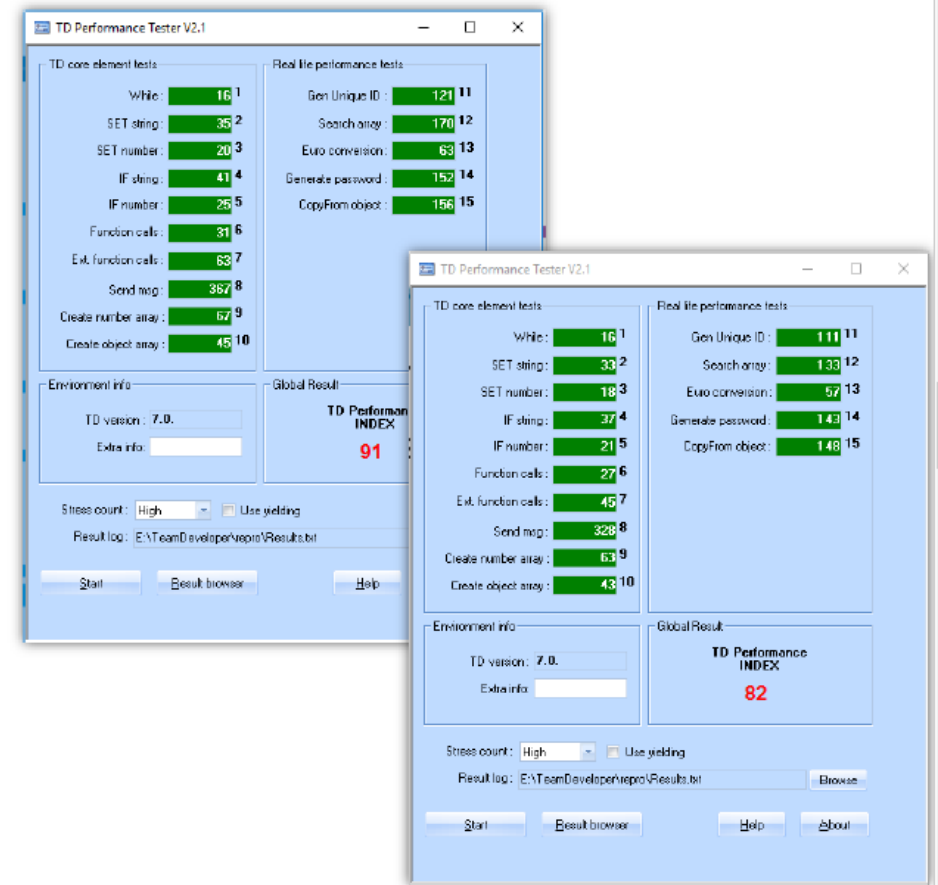 TD Performance Tester V2.1
TD core element tests
While : 16 1
SET string : 35 2
SET number : 20 3
IF string : 41 4
IF number : 25 5
Function calls : 31 6
Ext. function calls : 63 7
Send msg : 367 8
Create number array : 67 9
Create object array : 45 10
Real life performance tests
Gen Unique ID : 121 11
Search array : 170 12
Euro conversion : 63 13
Generate password : 152 14
CopyFrom object : 156 15
Environment info
TD version : 7.0.
Extra info:
Global Result
TD Performan
INDEX
91
Stress count : High Use yielding
Result log : E:\TeamDeveloper\repro\Results.txt
Start Result browser Help
TD Performance Tester V2.1
TD core element tests
While : 16 1
SET string : 33 2
SET number : 18 3
IF string : 37 4
IF number : 21 5
Function calls : 27 6
Ext. function calls : 45 7
Send msg : 328 8
Create number array : 63 9
Create object array : 43 10
Real life performance tests
Gen Unique ID : 111 11
Search array : 133 12
Euro conversion : 57 13
Generate password : 143 14
CopyFrom object : 148 15
Environment info
TD version : 7.0.
Extra info:
Global Result
TD Performance
INDEX
82
Stress count : High Use yielding
Result log : E:\TeamDeveloper\repro\Results.txt Browse
Start Result browser Help About